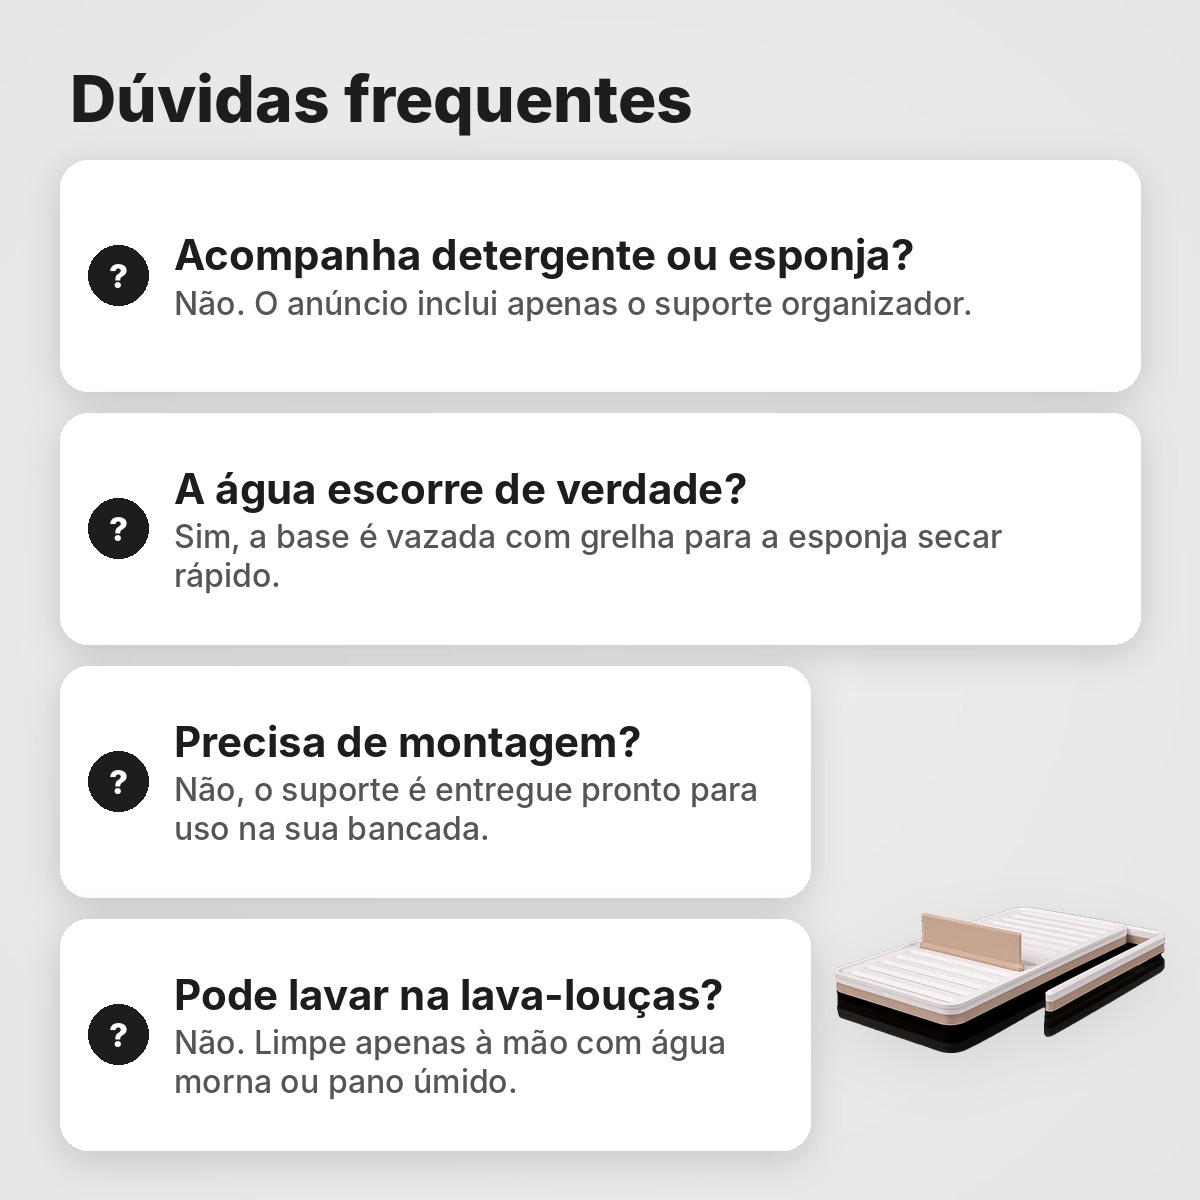 Dúvidas frequentes
? Acompanha detergente ou esponja?
Não. O anúncio inclui apenas o suporte organizador.
? A água escorre de verdade?
Sim, a base é vazada com grelha para a esponja secar
rápido.
? Precisa de montagem?
Não, o suporte é entregue pronto para
uso na sua bancada.
? Pode lavar na lava-louças?
Não. Limpe apenas à mão com água
morna ou pano úmido.